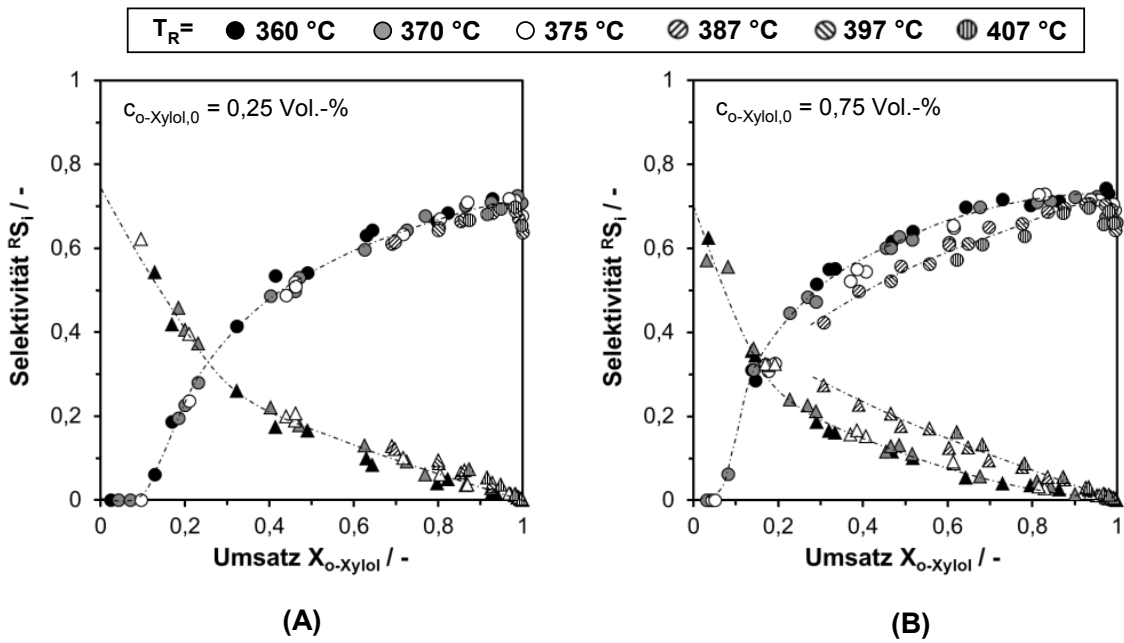 T_R= 360 °C 370 °C 375 °C 387 °C 397 °C 407 °C
c_o-Xylol,0 = 0,25 Vol.-%
Selektivität ᴿS_i / -
1
0,8
0,6
0,4
0,2
0
0 0,2 0,4 0,6 0,8 1
Umsatz X_o-Xylol / -
(A)
c_o-Xylol,0 = 0,75 Vol.-%
Selektivität ᴿS_i / -
1
0,8
0,6
0,4
0,2
0
0 0,2 0,4 0,6 0,8 1
Umsatz X_o-Xylol / -
(B)